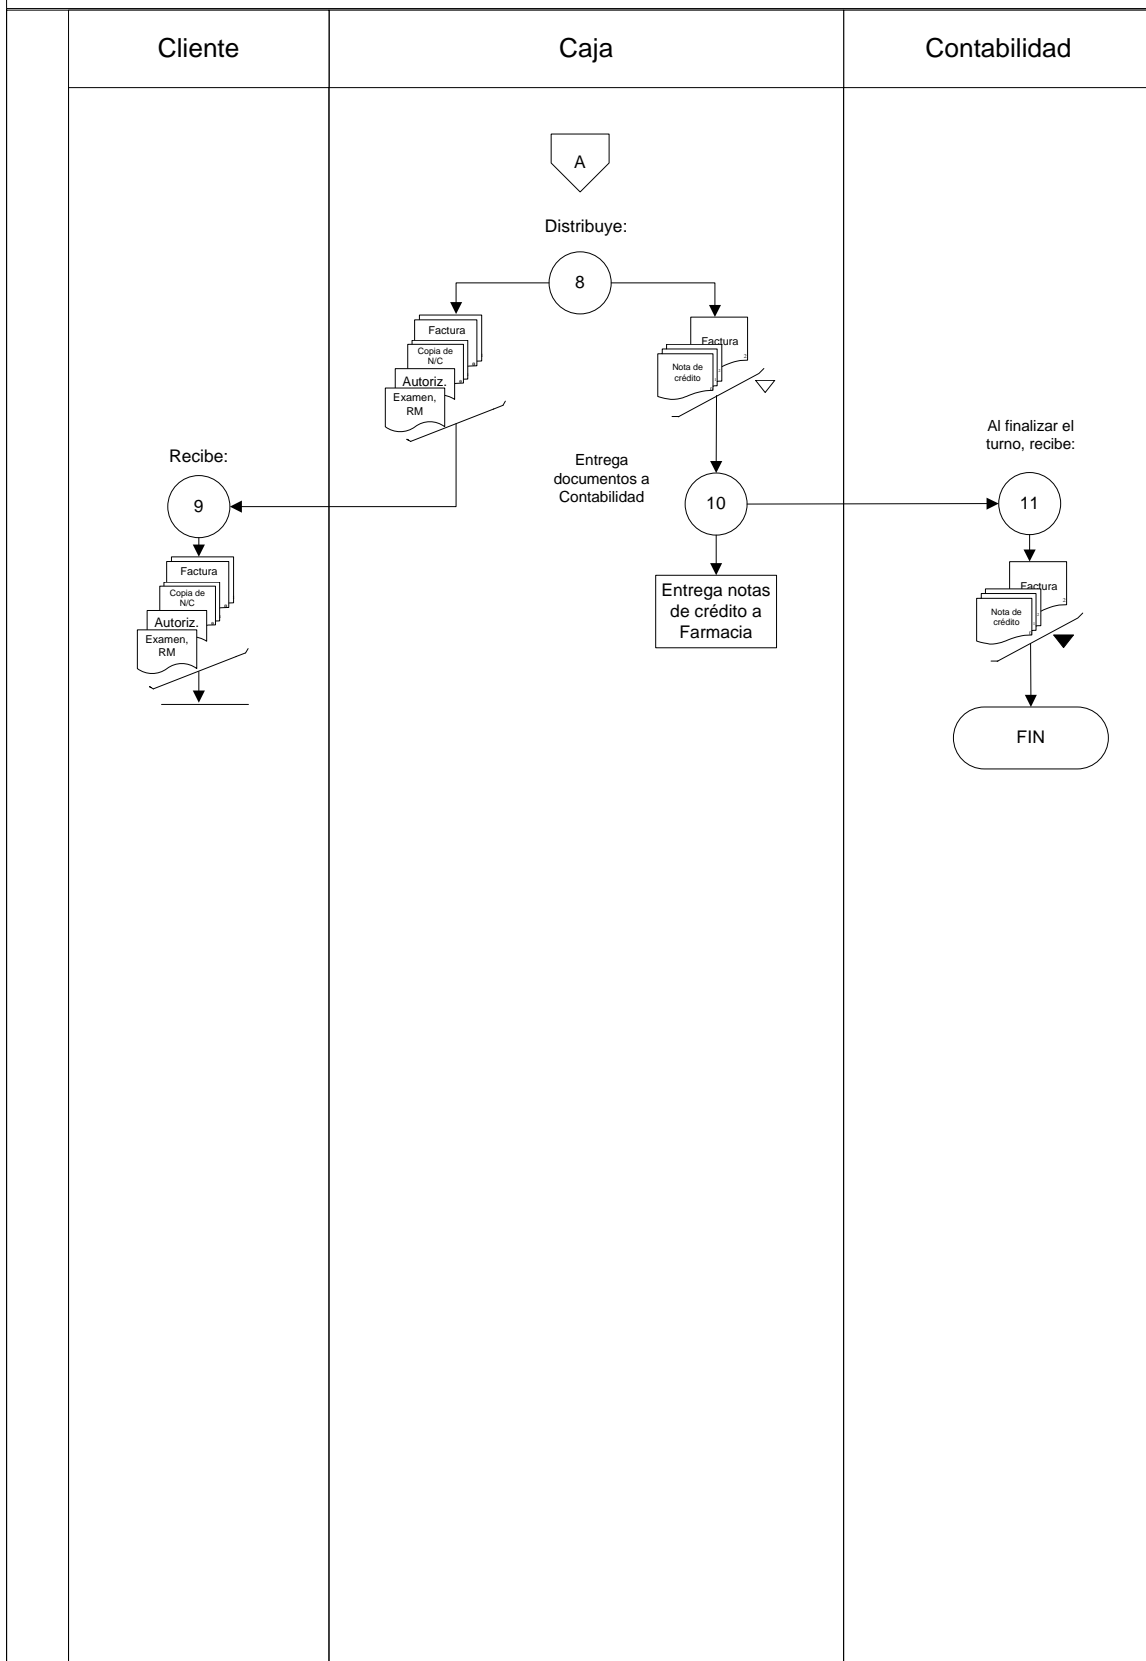 Cliente
Caja
Contabilidad
A
Distribuye:
8
Factura
Copia de
N/C
Autoriz.
Examen,
RM
Factura
2
Nota de
crédito
Recibe:
9
Entrega
documentos a
Contabilidad
10
Al finalizar el
turno, recibe:
11
Factura
Copia de
N/C
Autoriz.
Examen,
RM
Entrega notas
de crédito a
Farmacia
Factura
2
Nota de
crédito
FIN